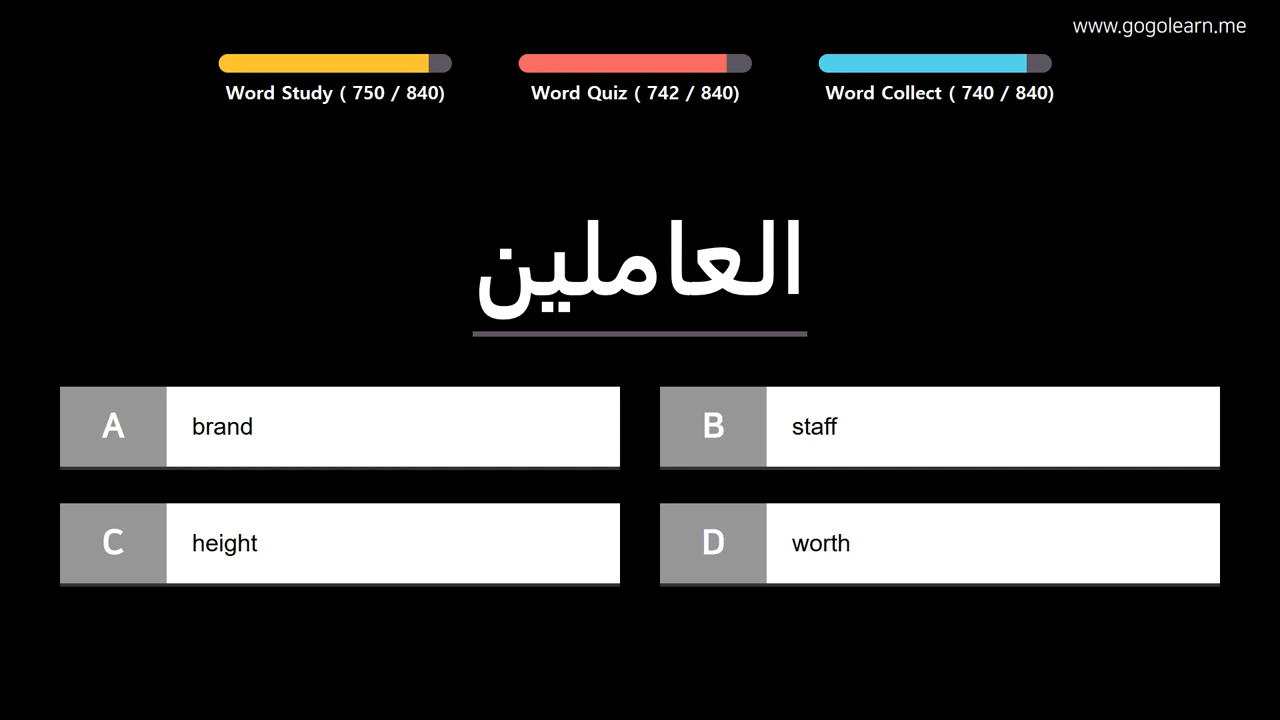 www.gogolearn.me
Word Study ( 750 / 840)
Word Quiz ( 742 / 840)
Word Collect ( 740 / 840)
العاملين
A brand
B staff
C height
D worth